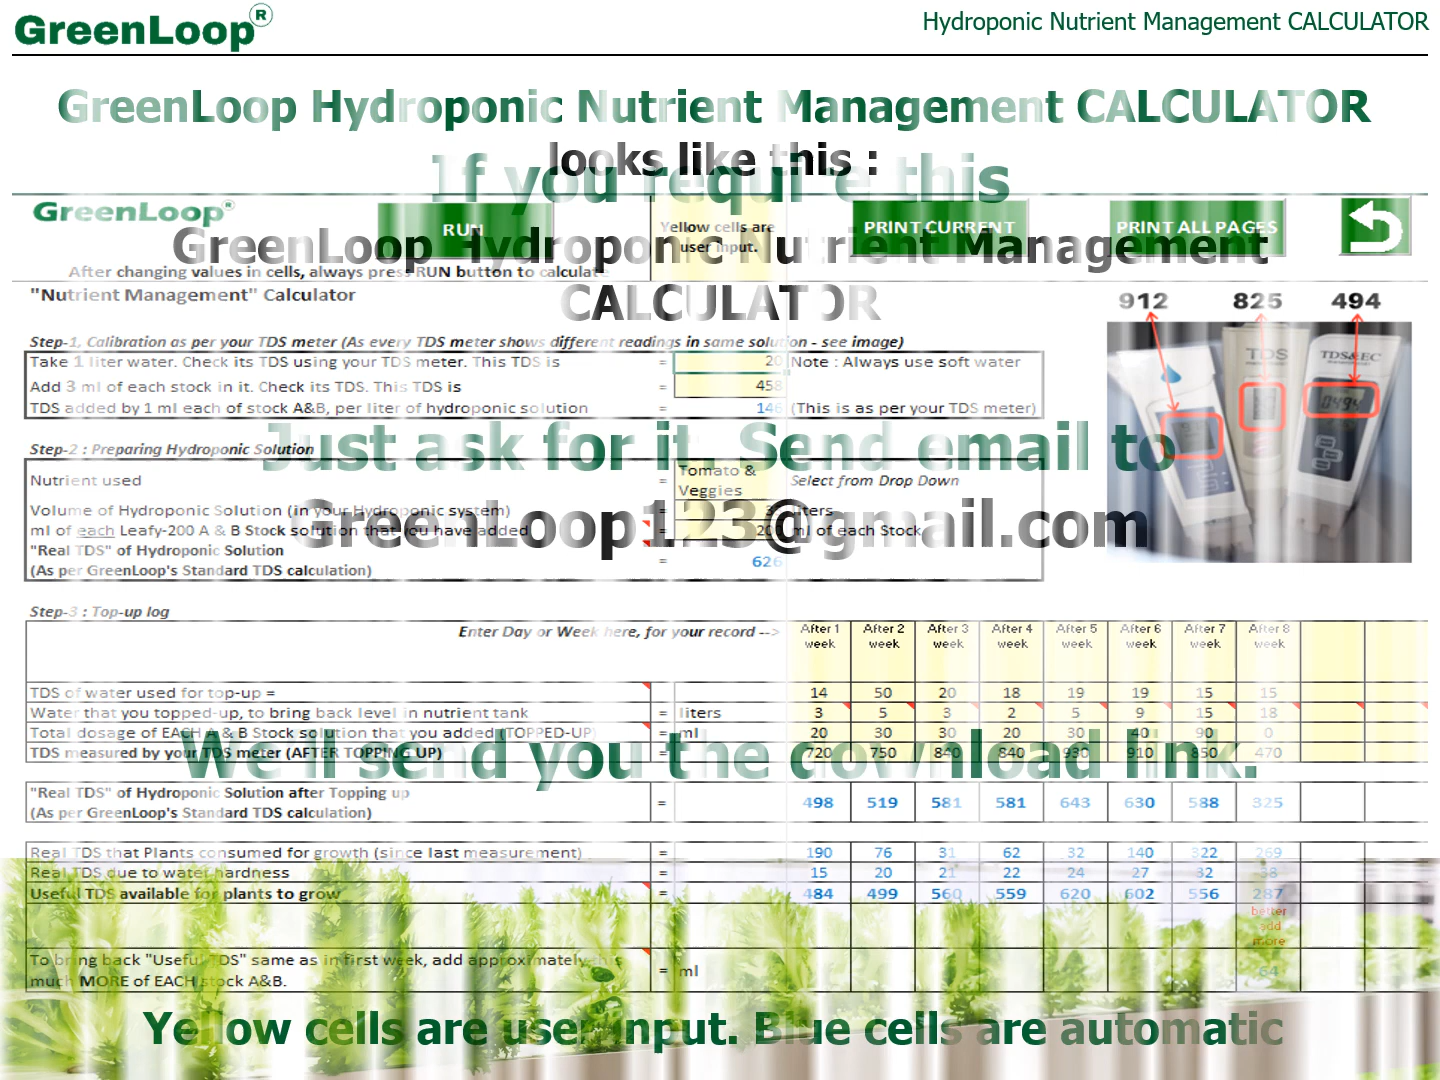 GreenLoop®
Hydroponic Nutrient Management CALCULATOR
GreenLoop Hydroponic Nutrient Management CALCULATOR
looks like this :
If you require this
GreenLoop Hydroponic Nutrient Management
CALCULATOR
Just ask for it. Send email to
GreenLoop123@gmail.com
We'll send you the download link.
GreenLoop®
RUN
Yellow cells are
user input.
PRINT CURRENT
PRINT ALL PAGES
After changing values in cells, always press RUN button to calculate
"Nutrient Management" Calculator
912 825 494
Step-1, Calibration as per your TDS meter (As every TDS meter shows different readings in same solution - see image)
Take 1 liter water. Check its TDS using your TDS meter. This TDS is = 20 Note : Always use soft water
Add 3 ml of each stock in it. Check its TDS. This TDS is = 458
TDS added by 1 ml each of stock A&B, per liter of hydroponic solution = 146 (This is as per your TDS meter)
TDS
TDS&EC
0494
Step-2 : Preparing Hydroponic Solution
Nutrient used = Tomato & Veggies Select from Drop Down
Volume of Hydroponic Solution (in your Hydroponic system) = liters
ml of each Leafy-200 A & B Stock solution that you have added = 200 ml of each Stock
"Real TDS" of Hydroponic Solution
(As per GreenLoop's Standard TDS calculation) = 626
Step-3 : Top-up log
Enter Day or Week here, for your record --> After 1 week After 2 week After 3 week After 4 week After 5 week After 6 week After 7 week After 8 week
TDS of water used for top-up = 14 50 20 18 19 19 15 15
Water that you topped-up, to bring back level in nutrient tank = liters 3 5 3 2 5 9 15 18
Total dosage of EACH A & B Stock solution that you added (TOPPED-UP) = ml 20 30 30 20 30 40 90 0
TDS measured by your TDS meter (AFTER TOPPING UP) 720 750 840 840 930 910 850 470
"Real TDS" of Hydroponic Solution after Topping up
(As per GreenLoop's Standard TDS calculation) = 498 519 581 581 643 630 588 325
Real TDS that Plants consumed for growth (since last measurement) = 190 76 31 62 32 140 322 269
Real TDS due to water hardness = 15 20 21 22 24 27 32 38
Useful TDS available for plants to grow = 484 499 560 559 620 602 556 287
better
add
more
To bring back "Useful TDS" same as in first week, add approximately this
much MORE of EACH stock A&B. = ml 64
Yellow cells are user input. Blue cells are automatic